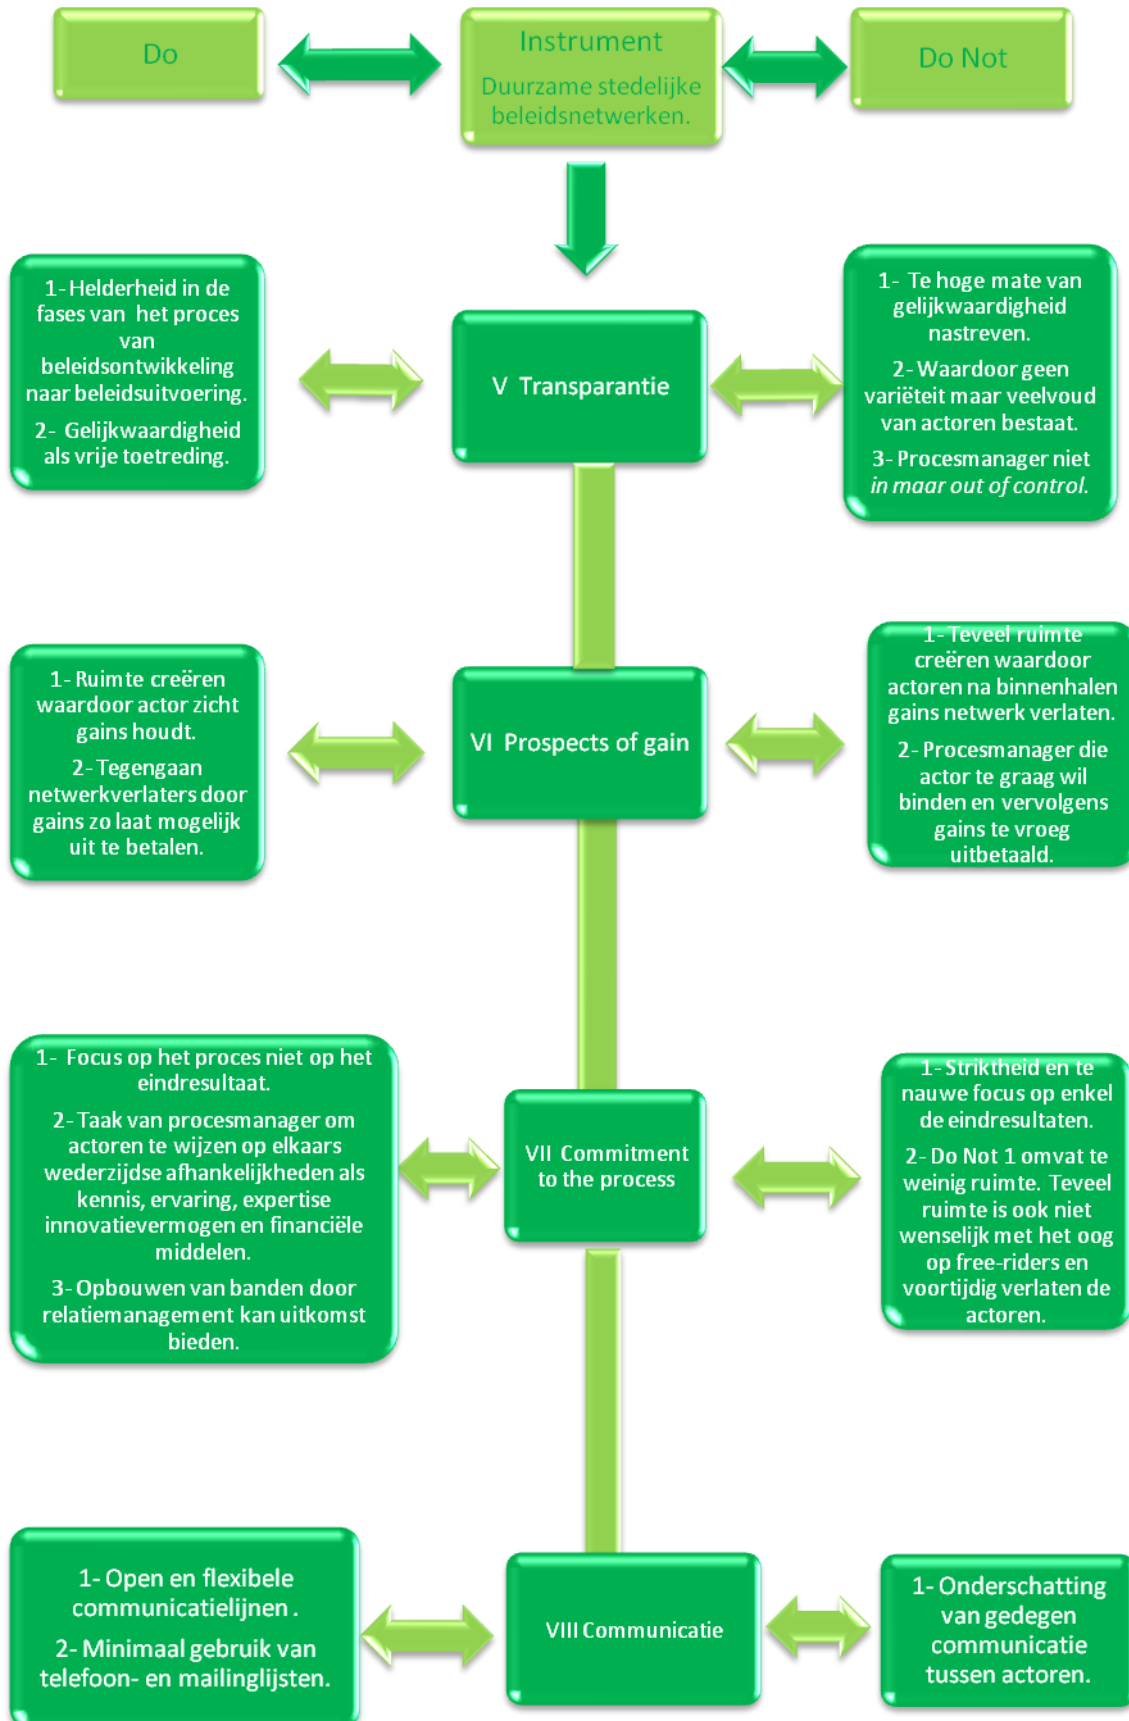 Do
Instrument
Duurzame stedelijke
beleidsnetwerken.
Do Not
1- Helderheid in de
fases van het proces
van
beleidsontwikkeling
naar beleidsuitvoering.
2- Gelijkwaardigheid
als vrije toetreding.
V Transparantie
1- Te hoge mate van
gelijkwaardigheid
nastreven.
2- Waardoor geen
variëteit maar veelvoud
van actoren bestaat.
3- Procesmanager niet
in maar out of control.
1- Ruimte creëren
waardoor actor zicht
gains houdt.
2- Tegengaan
netwerkverlaters door
gains zo laat mogelijk
uit te betalen.
VI Prospects of gain
1- Teveel ruimte
creëren waardoor
actoren na binnenhalen
gains netwerk verlaten.
2- Procesmanager die
actor te graag wil
binden en vervolgens
gains te vroeg
uitbetaald.
1- Focus op het proces niet op het
eindresultaat.
2- Taak van procesmanager om
actoren te wijzen op elkaars
wederzijdse afhankelijkheden als
kennis, ervaring, expertise
innovatievermogen en financiële
middelen.
3- Opbouwen van banden door
relatiemanagement kan uitkomst
bieden.
VII Commitment
to the process
1- Striktheid en te
nauwe focus op enkel
de eindresultaten.
2- Do Not 1 omvat te
weinig ruimte. Teveel
ruimte is ook niet
wenselijk met het oog
op free-riders en
voortijdig verlaten de
actoren.
1- Open en flexibele
communicatielijnen .
2- Minimaal gebruik van
telefoon- en mailinglijsten.
VIII Communicatie
1- Onderschatting
van gedegen
communicatie
tussen actoren.